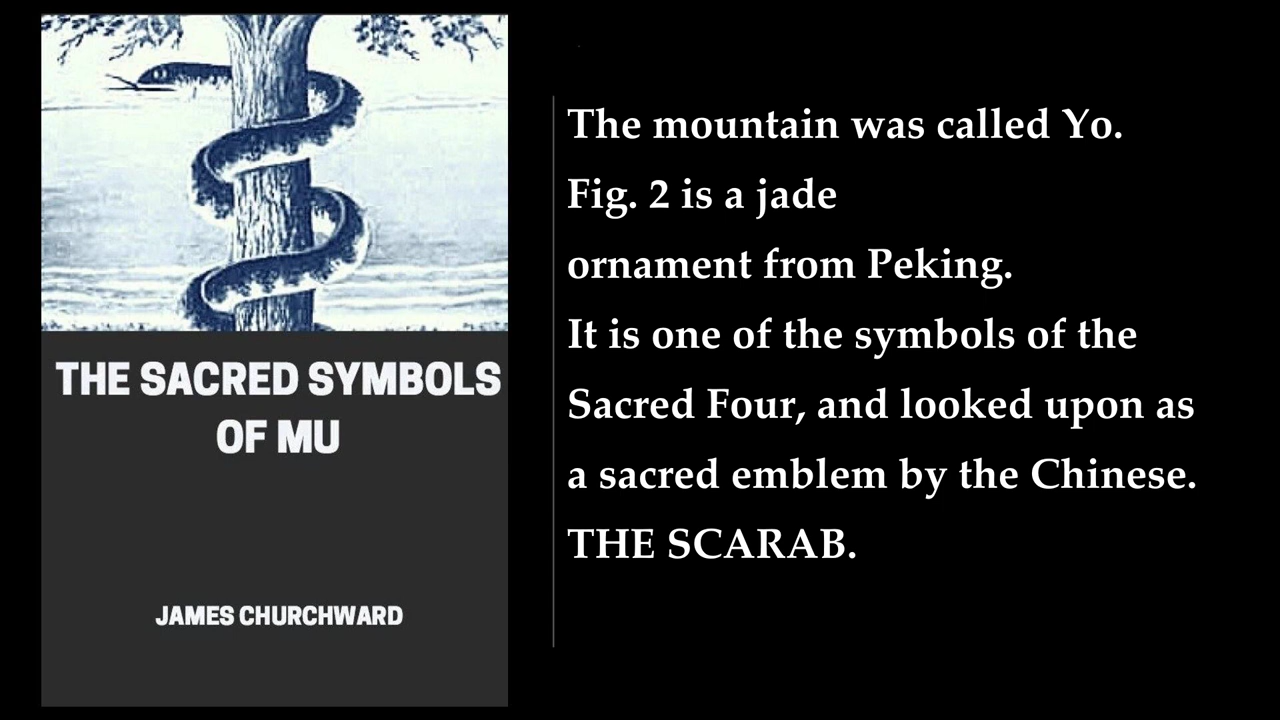 THE SACRED SYMBOLS
OF MU
JAMES CHURCHWARD
The mountain was called Yo.
Fig. 2 is a jade
ornament from Peking.
It is one of the symbols of the
Sacred Four, and looked upon as
a sacred emblem by the Chinese.
THE SCARAB.